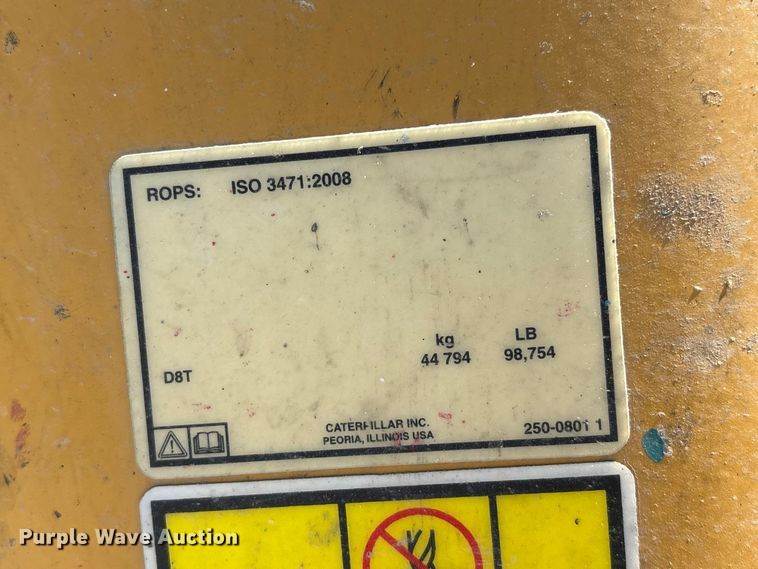 ROPS: ISO 3471:2008
kg LB
44 794 98,754
D8T
CATERPILLAR INC.
PEORIA, ILLINOIS USA
250-0801 1
Purple Wave Auction